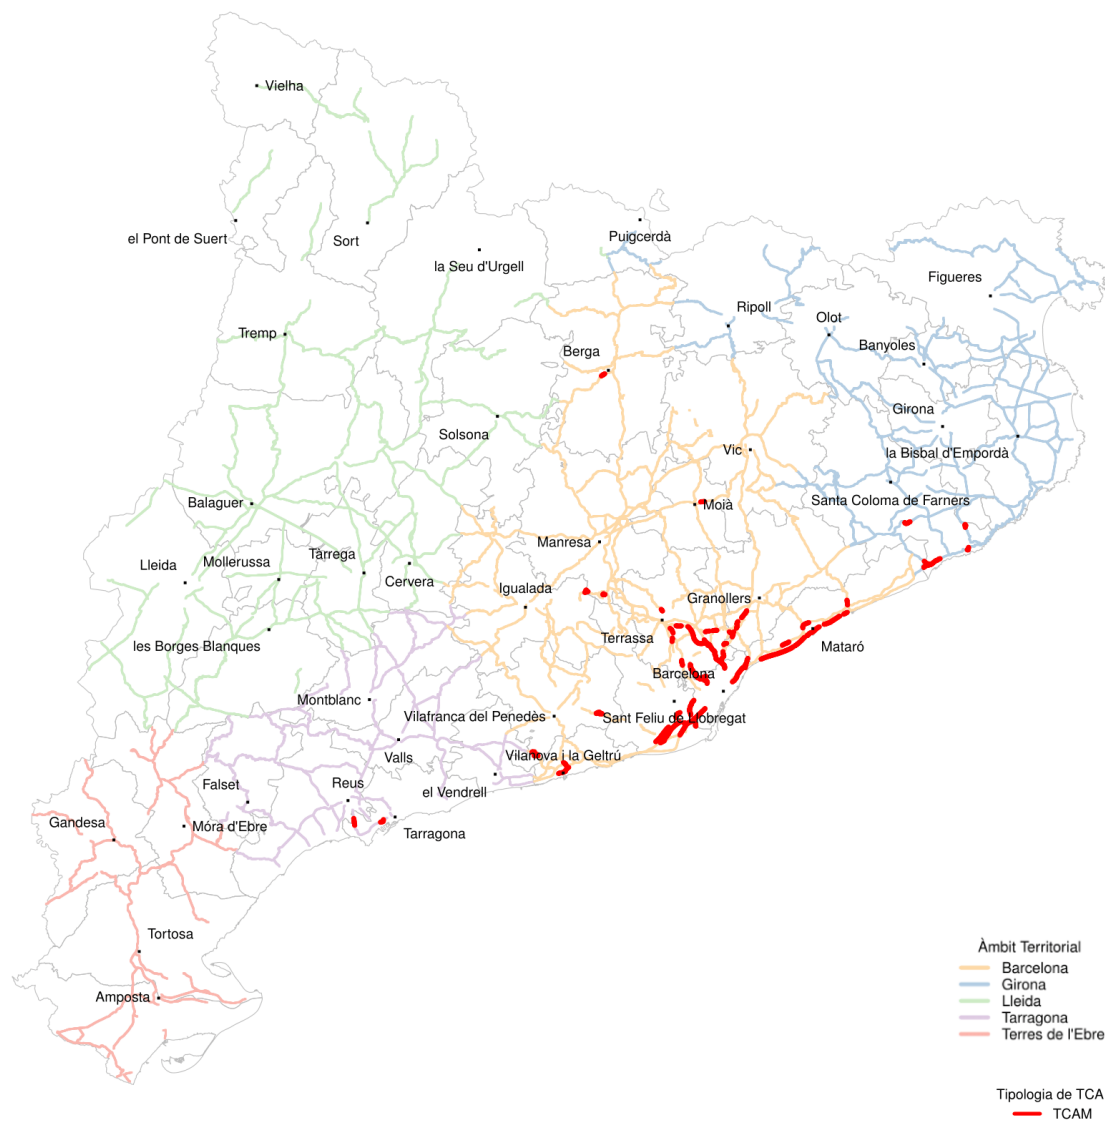 Vielha
el Pont de Suert
Sort
Puigcerdà
la Seu d'Urgell
Figueres
Ripoll
Olot
Tremp
Banyoles
Berga
Girona
Solsona
Vic
la Bisbal d'Empordà
Balaguer
Moià
Santa Coloma de Farners
Manresa
Tàrrega
Mollerussa
Lleida
Cervera
Igualada
Granollers
Terrassa
les Borges Blanques
Mataró
Barcelona
Montblanc
Vilafranca del Penedès
Sant Feliu de Llobregat
Valls
Vilanova i la Geltrú
Falset
Reus
el Vendrell
Gandesa
Móra d'Ebre
Tarragona
Tortosa
Amposta
Àmbit Territorial
Barcelona
Girona
Lleida
Tarragona
Terres de l'Ebre
Tipologia de TCA
TCAM